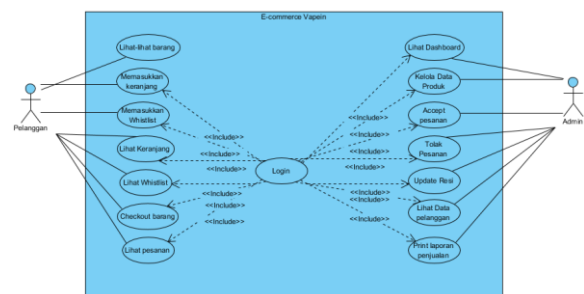 E-commerce Vapein
Lihat-lihat barang
Memasukkan
keranjang
Memasukkan
Whistlist
Lihat Keranjang
Lihat Whistlist
Checkout barang
Lihat pesanan
Pelanggan
<<Include>>
<<Include>>
<<Include>>
<<Include>>
<<Include>>
<<Include>>
Login
<<Include>>
<<Include>>
<<Include>>
<<Include>>
<<Include>>
<<Include>>
<<Include>>
Lihat Dashboard
Kelola Data
Produk
Accept
pesanan
Tolak
Pesanan
Update Resi
Lihat Data
pelanggan
Print laporan
penjualan
Admin